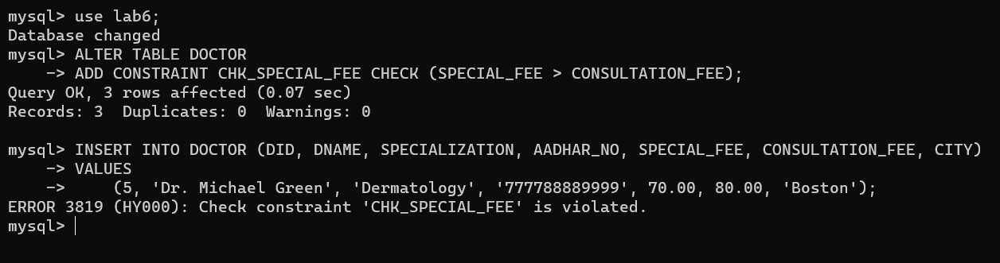 mysql> use lab6;
Database changed
mysql> ALTER TABLE DOCTOR
    -> ADD CONSTRAINT CHK_SPECIAL_FEE CHECK (SPECIAL_FEE > CONSULTATION_FEE);
Query OK, 3 rows affected (0.07 sec)
Records: 3  Duplicates: 0  Warnings: 0
mysql> INSERT INTO DOCTOR (DID, DNAME, SPECIALIZATION, AADHAR_NO, SPECIAL_FEE, CONSULTATION_FEE, CITY)
    -> VALUES
    ->     (5, 'Dr. Michael Green', 'Dermatology', '777788889999', 70.00, 80.00, 'Boston');
ERROR 3819 (HY000): Check constraint 'CHK_SPECIAL_FEE' is violated.
mysql>